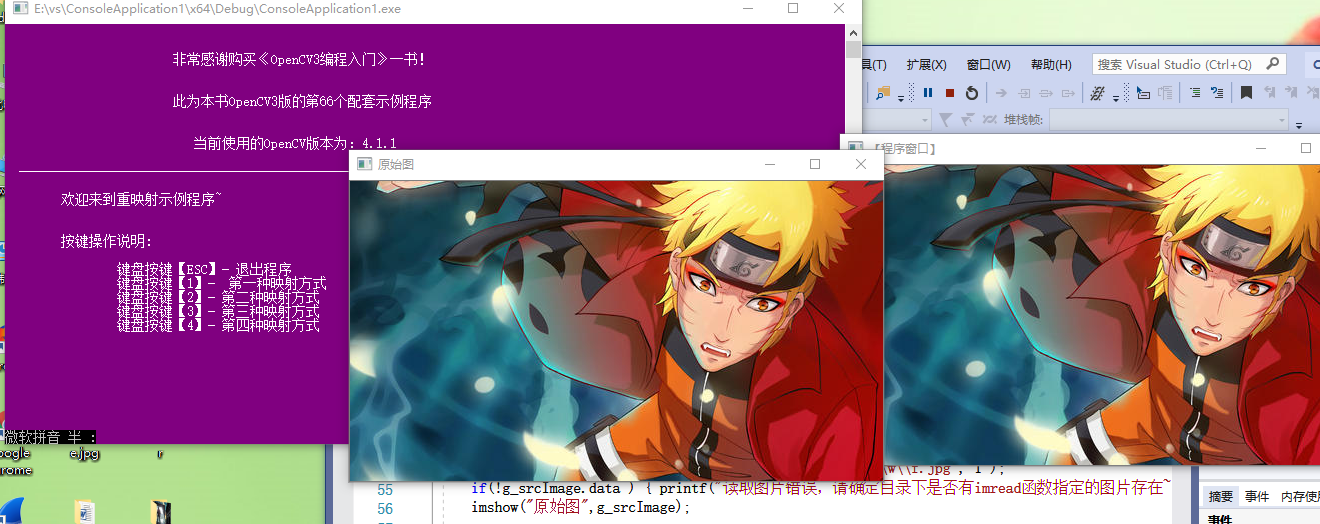 E:\vs\ConsoleApplication1\x64\Debug\ConsoleApplication1.exe
非常感谢购买《OpenCV3编程入门》一书!
此为本书OpenCV3版的第66个配套示例程序
当前使用的OpenCV版本为：4.1.1
欢迎来到重映射示例程序~
按键操作说明:
键盘按键【ESC】- 退出程序
键盘按键【1】-  第一种映射方式
键盘按键【2】- 第二种映射方式
键盘按键【3】- 第三种映射方式
键盘按键【4】- 第四种映射方式
微软拼音 半 :
具(T) 扩展(X) 窗口(W) 帮助(H) 搜索 Visual Studio (Ctrl+Q)
堆栈帧:
原始图
【程序窗口】
e.jpg
r
rome
55 if(!g_srcImage.data ) { printf("读取图片错误，请确定目录下是否有imread函数指定的图片存在~
56 imshow("原始图",g_srcImage);
摘要 事件 内存使用
事件